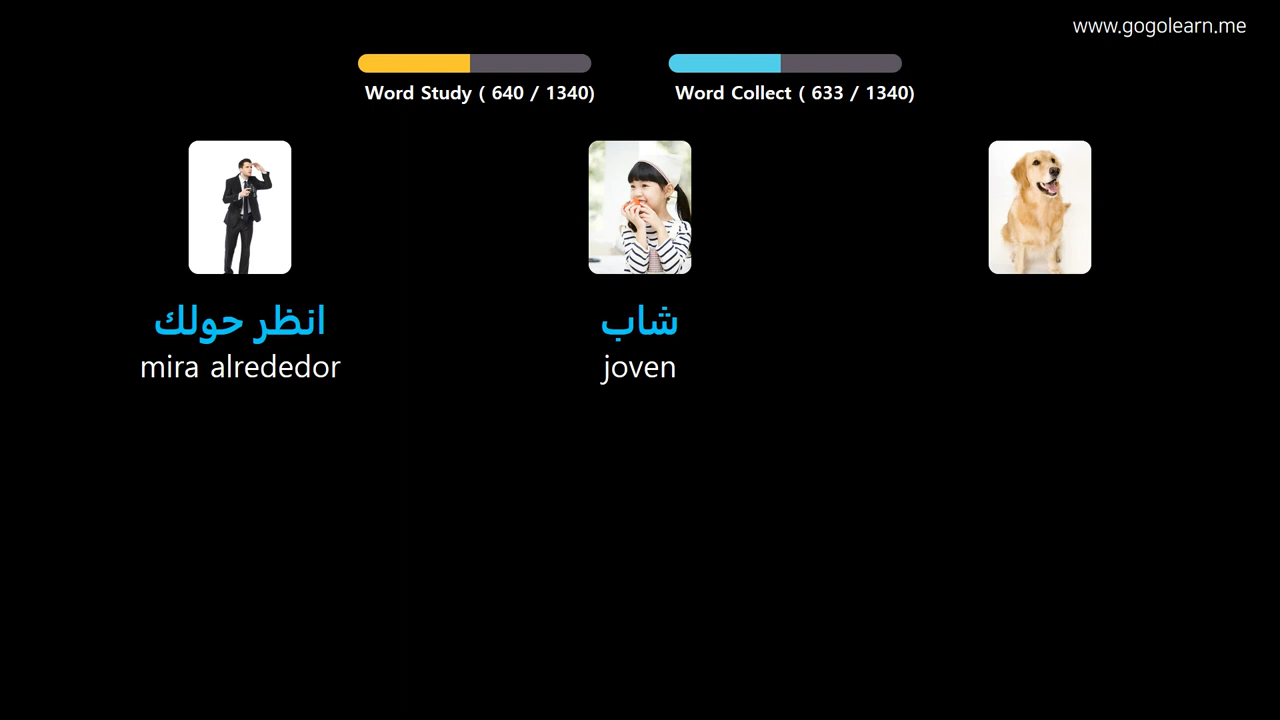 www.gogolearn.me
Word Study ( 640 / 1340)
Word Collect ( 633 / 1340)
انظر حولك
mira alrededor
شاب
joven